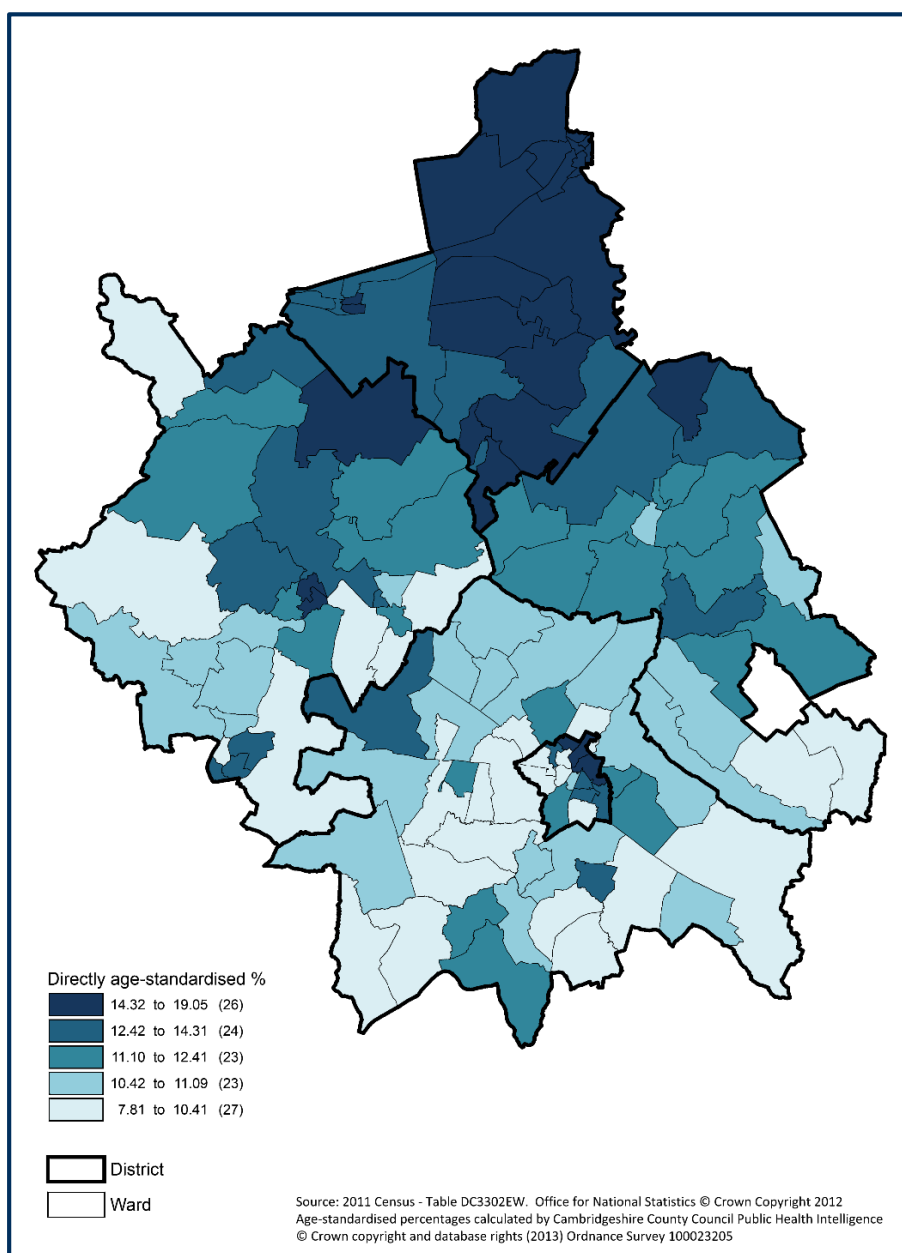 Directly age-standardised %
14.32 to 19.05 (26)
12.42 to 14.31 (24)
11.10 to 12.41 (23)
10.42 to 11.09 (23)
7.81 to 10.41 (27)
District
Ward
Source: 2011 Census - Table DC3302EW. Office for National Statistics © Crown Copyright 2012
Age-standardised percentages calculated by Cambridgeshire County Council Public Health Intelligence
© Crown copyright and database rights (2013) Ordnance Survey 100023205